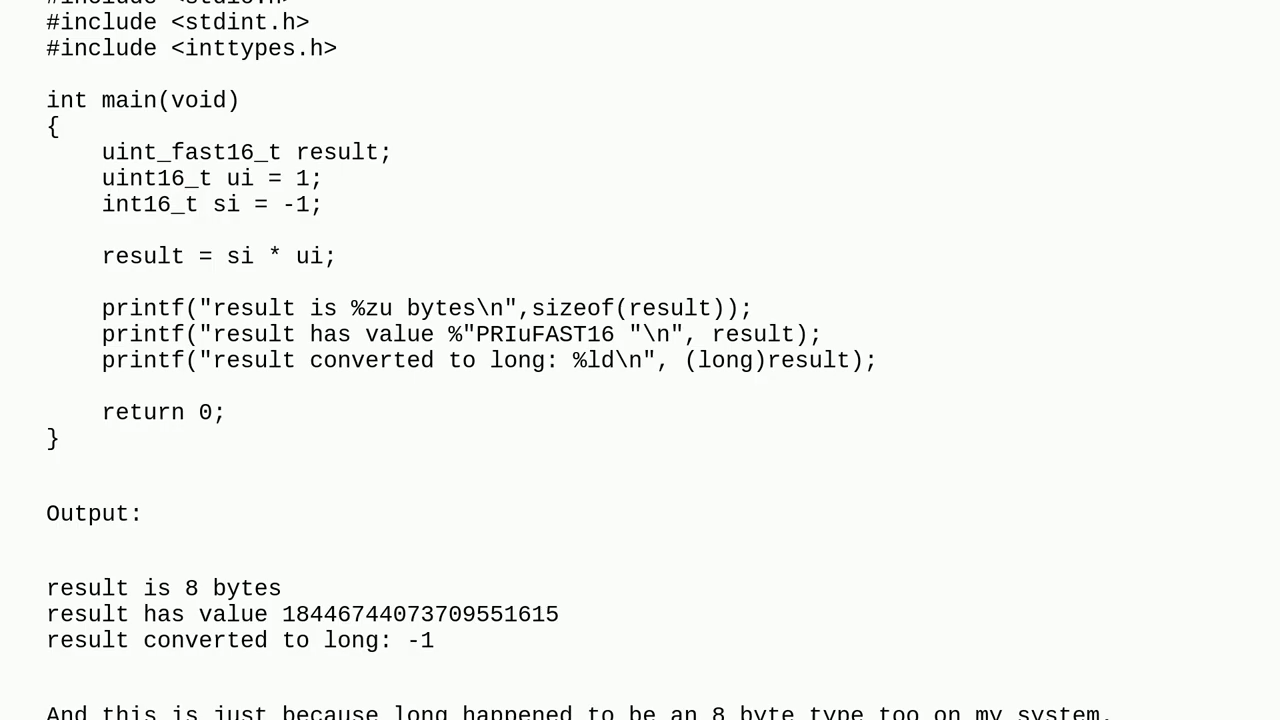 #include <stdio.h>
#include <stdint.h>
#include <inttypes.h>
int main(void)
{
    uint_fast16_t result;
    uint16_t ui = 1;
    int16_t si = -1;
    result = si * ui;
    printf("result is %zu bytes\n",sizeof(result));
    printf("result has value %"PRIuFAST16 "\n", result);
    printf("result converted to long: %ld\n", (long)result);
    return 0;
}
Output:
result is 8 bytes
result has value 18446744073709551615
result converted to long: -1
And this is just because long happened to be an 8 byte type too on my system.